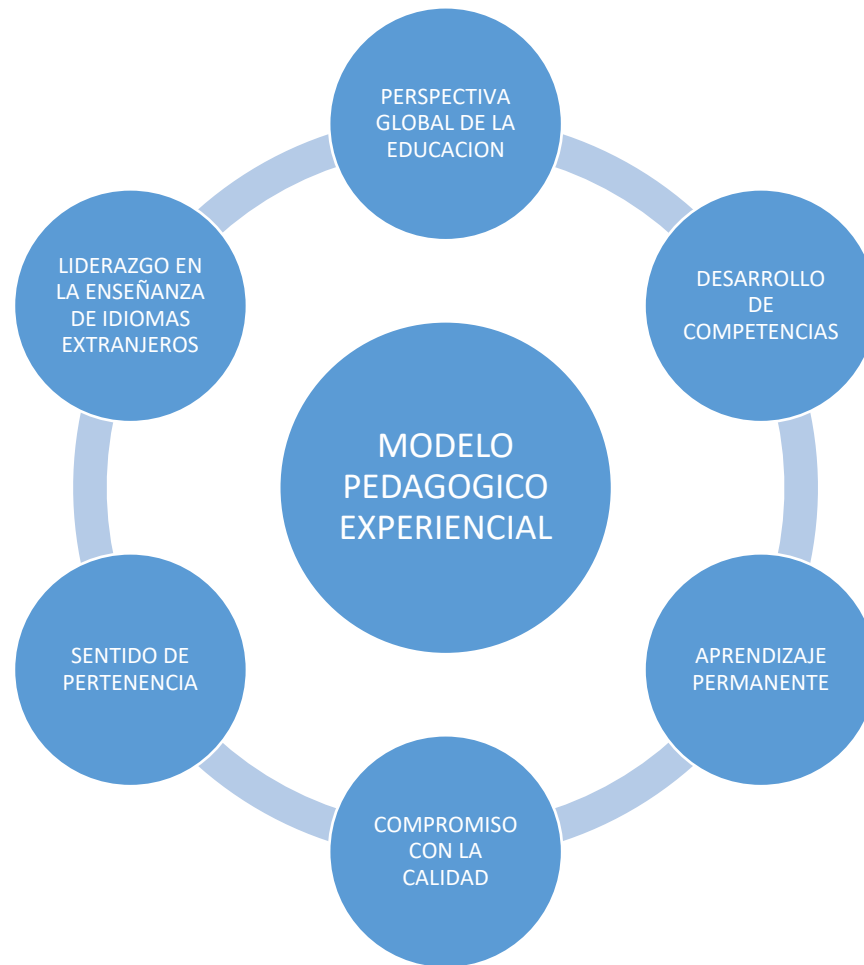 PERSPECTIVA
GLOBAL DE LA
EDUCACION
DESARROLLO
DE
COMPETENCIAS
APRENDIZAJE
PERMANENTE
COMPROMISO
CON LA
CALIDAD
SENTIDO DE
PERTENENCIA
LIDERAZGO EN
LA ENSEÑANZA
DE IDIOMAS
EXTRANJEROS
MODELO
PEDAGOGICO
EXPERIENCIAL